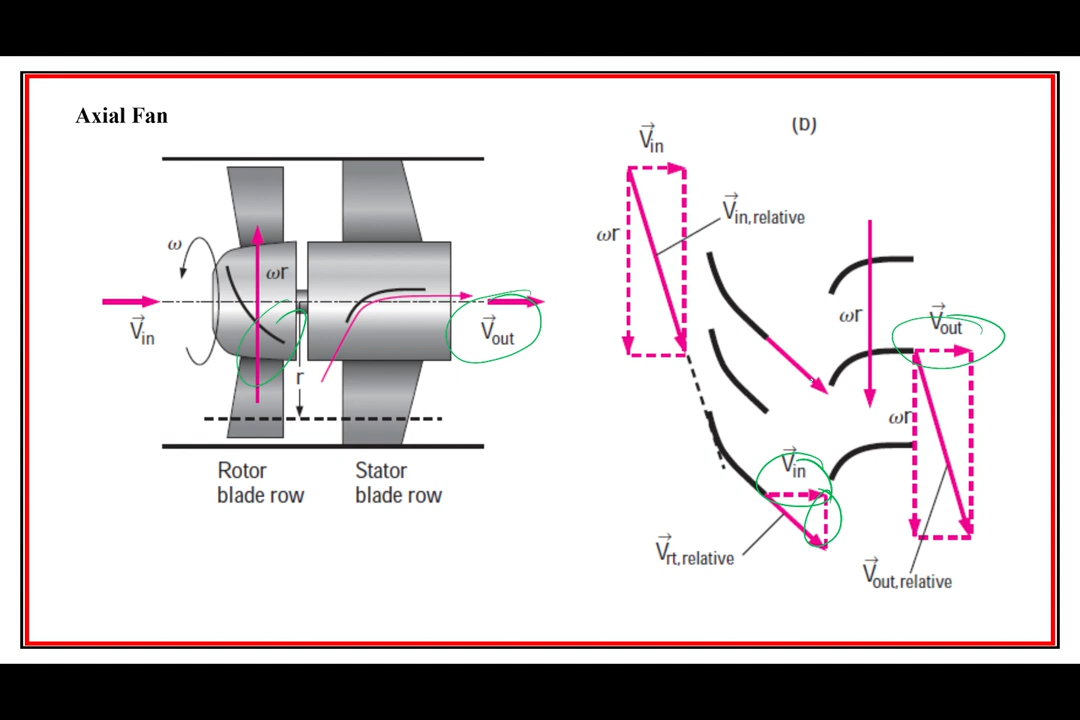 Axial Fan
(b)
V⃗in
V⃗in,relative
ω
ωr
ωr
V⃗in
V⃗out
ωr
V⃗out
r
ωr
V⃗in
Rotor
blade row
Stator
blade row
V⃗rt,relative
V⃗out,relative